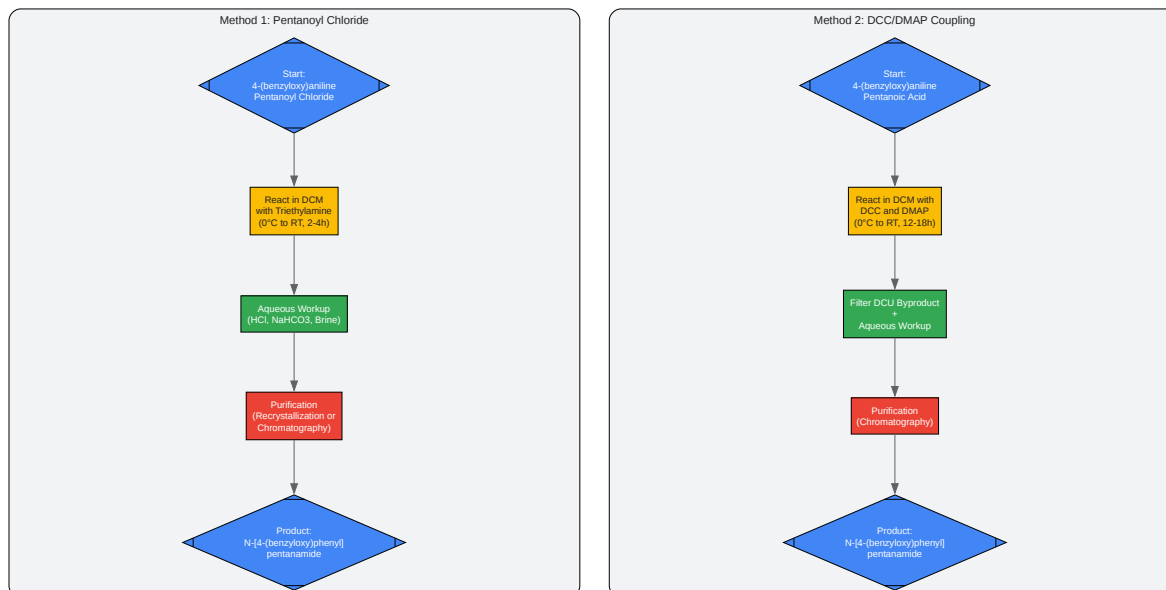 Method 1: Pentanoyl Chloride
Start:
4-(benzyloxy)aniline
Pentanoyl Chloride
React in DCM
with Triethylamine
(0°C to RT, 2-4h)
Aqueous Workup
(HCl, NaHCO3, Brine)
Purification
(Recrystallization or
Chromatography)
Product:
N-[4-(benzyloxy)phenyl]
pentanamide
Method 2: DCC/DMAP Coupling
Start:
4-(benzyloxy)aniline
Pentanoic Acid
React in DCM with
DCC and DMAP
(0°C to RT, 12-18h)
Filter DCU Byproduct
+
Aqueous Workup
Purification
(Chromatography)
Product:
N-[4-(benzyloxy)phenyl]
pentanamide